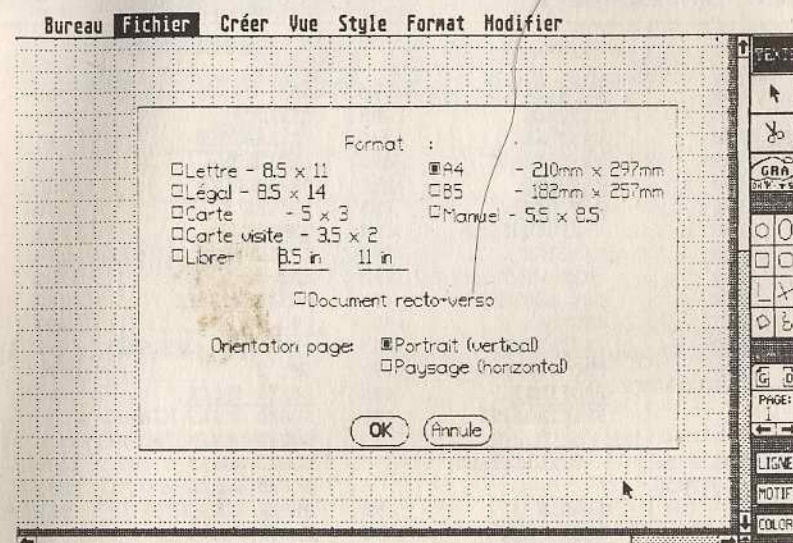 Bureau Fichier Créer Vue Style Format Modifier
TEXTE
Format :
Lettre - 8.5 x 11
A4 - 210mm x 297mm
Légal - 8.5 x 14
B5 - 182mm x 257mm
Carte - 5 x 3
Manuel - 5.5 x 8.5
Carte visite - 3.5 x 2
Libre- 8.5 in 11 in
Document recto-verso
Orientation page: Portrait (vertical)
Paysage (horizontal)
OK Annule
GRA
G D
PAGE:
1
LIGNE
MOTIF
COLOR